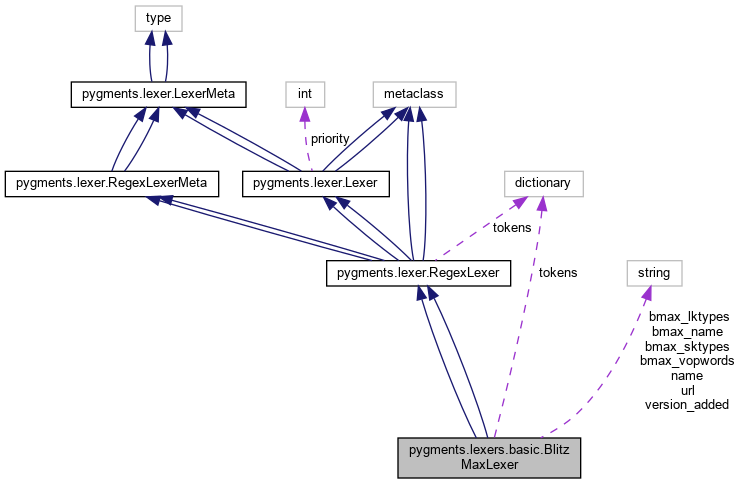 type
pygments.lexer.LexerMeta
int
metaclass
priority
pygments.lexer.RegexLexerMeta
pygments.lexer.Lexer
dictionary
tokens
pygments.lexer.RegexLexer
tokens
string
bmax_lktypes
bmax_name
bmax_sktypes
bmax_vopwords
name
url
version_added
pygments.lexers.basic.Blitz
MaxLexer